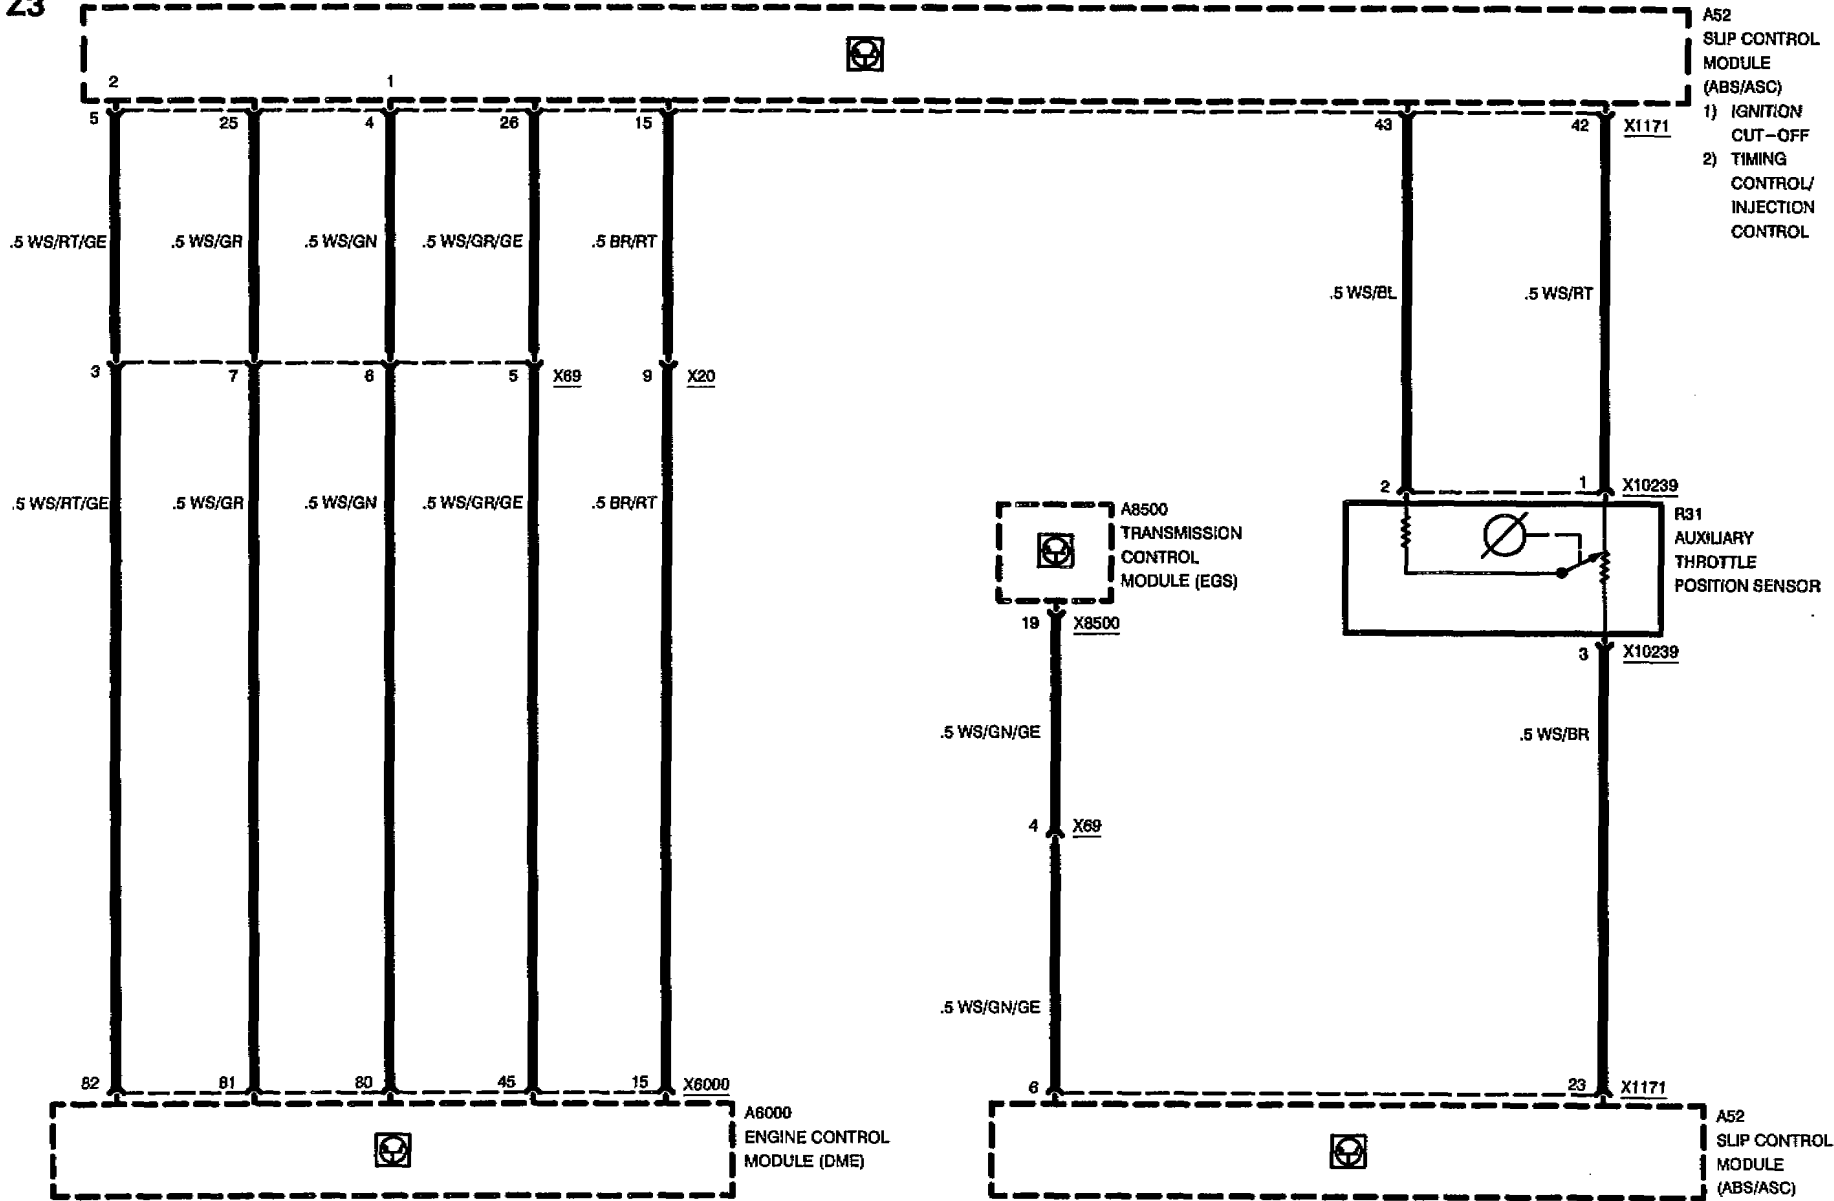 Z3
A52
SLIP CONTROL
MODULE
(ABS/ASC)
1) IGNITION
CUT-OFF
2) TIMING
CONTROL/
INJECTION
CONTROL
2 1
5 25 4 26 15 43 42 X1171
.5 WS/RT/GE .5 WS/GR .5 WS/GN .5 WS/GR/GE .5 BR/RT
.5 WS/BL .5 WS/RT
3 7 6 5 X69 9 X20
2 1 X10239
.5 WS/RT/GE .5 WS/GR .5 WS/GN .5 WS/GR/GE .5 BR/RT
A8500
TRANSMISSION
CONTROL
MODULE (EGS)
R31
AUXILIARY
THROTTLE
POSITION SENSOR
19 X8500
3 X10239
.5 WS/GN/GE .5 WS/BR
4 X69
.5 WS/GN/GE
82 81 80 45 15 X6000
6 23 X1171
A6000
ENGINE CONTROL
MODULE (DME)
A52
SLIP CONTROL
MODULE
(ABS/ASC)